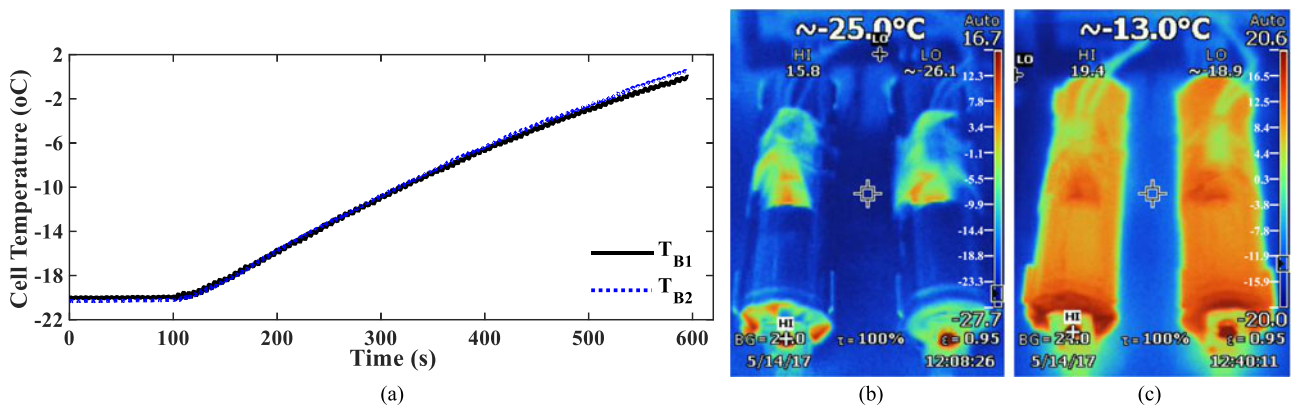 (a)
Cell Temperature (oC)
2
-2
-6
-10
-14
-18
-22
T B1
T B2
0 100 200 300 400 500 600
Time (s)
(b)
~-25.0°C
Auto
16.7
LO
HI
15.8
LO
~-26.1
12.3
7.8
3.4
-1.1
-5.5
-9.9
-14.4
-18.8
-23.3
-27.7
HI
τ = 100%
ε = 0.95
5/14/17
12:08:26
(c)
~-13.0°C
Auto
20.6
LO
HI
19.4
LO
~-18.9
16.5
12.5
8.4
4.4
0.3
-3.8
-7.8
-11.9
-15.9
-20.0
HI
τ = 100%
ε = 0.95
5/14/17
12:40:11